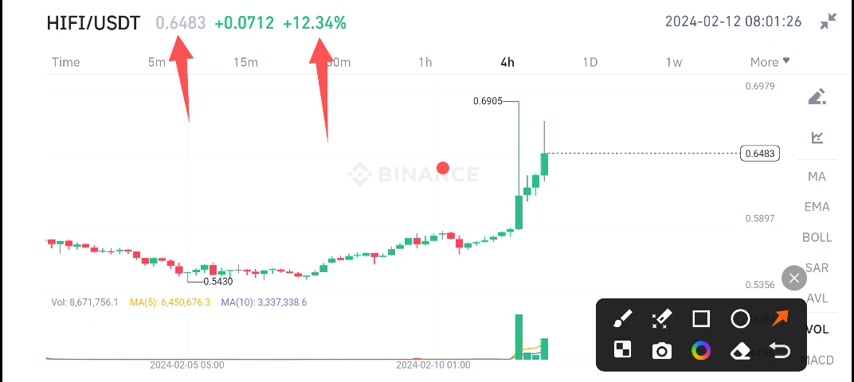 HIFI/USDT 0.6483 +0.0712 +12.34% 2024-02-12 08:01:26
Time 5m 15m 30m 1h 4h 1D 1w More
0.6979
0.6905
BINANCE
0.6483
MA
EMA
0.5897
BOLL
SAR
0.5430
0.5356
AVL
Vol: 8,671,756.1 MA(5): 6,450,676.3 MA(10): 3,337,338.6
VOL
MACD
2024-02-05 05:00 2024-02-10 01:00